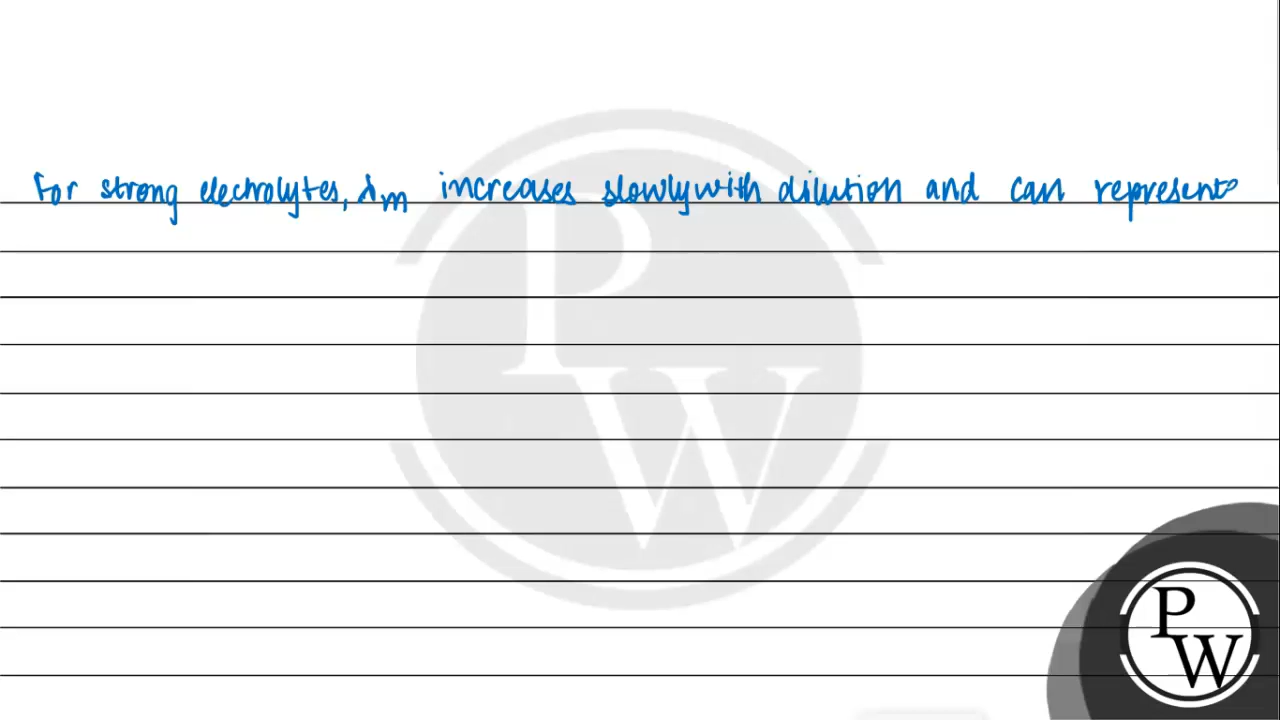 For strong electrolytes, λm increases slowly with dilution and can represent
P
W
P
W